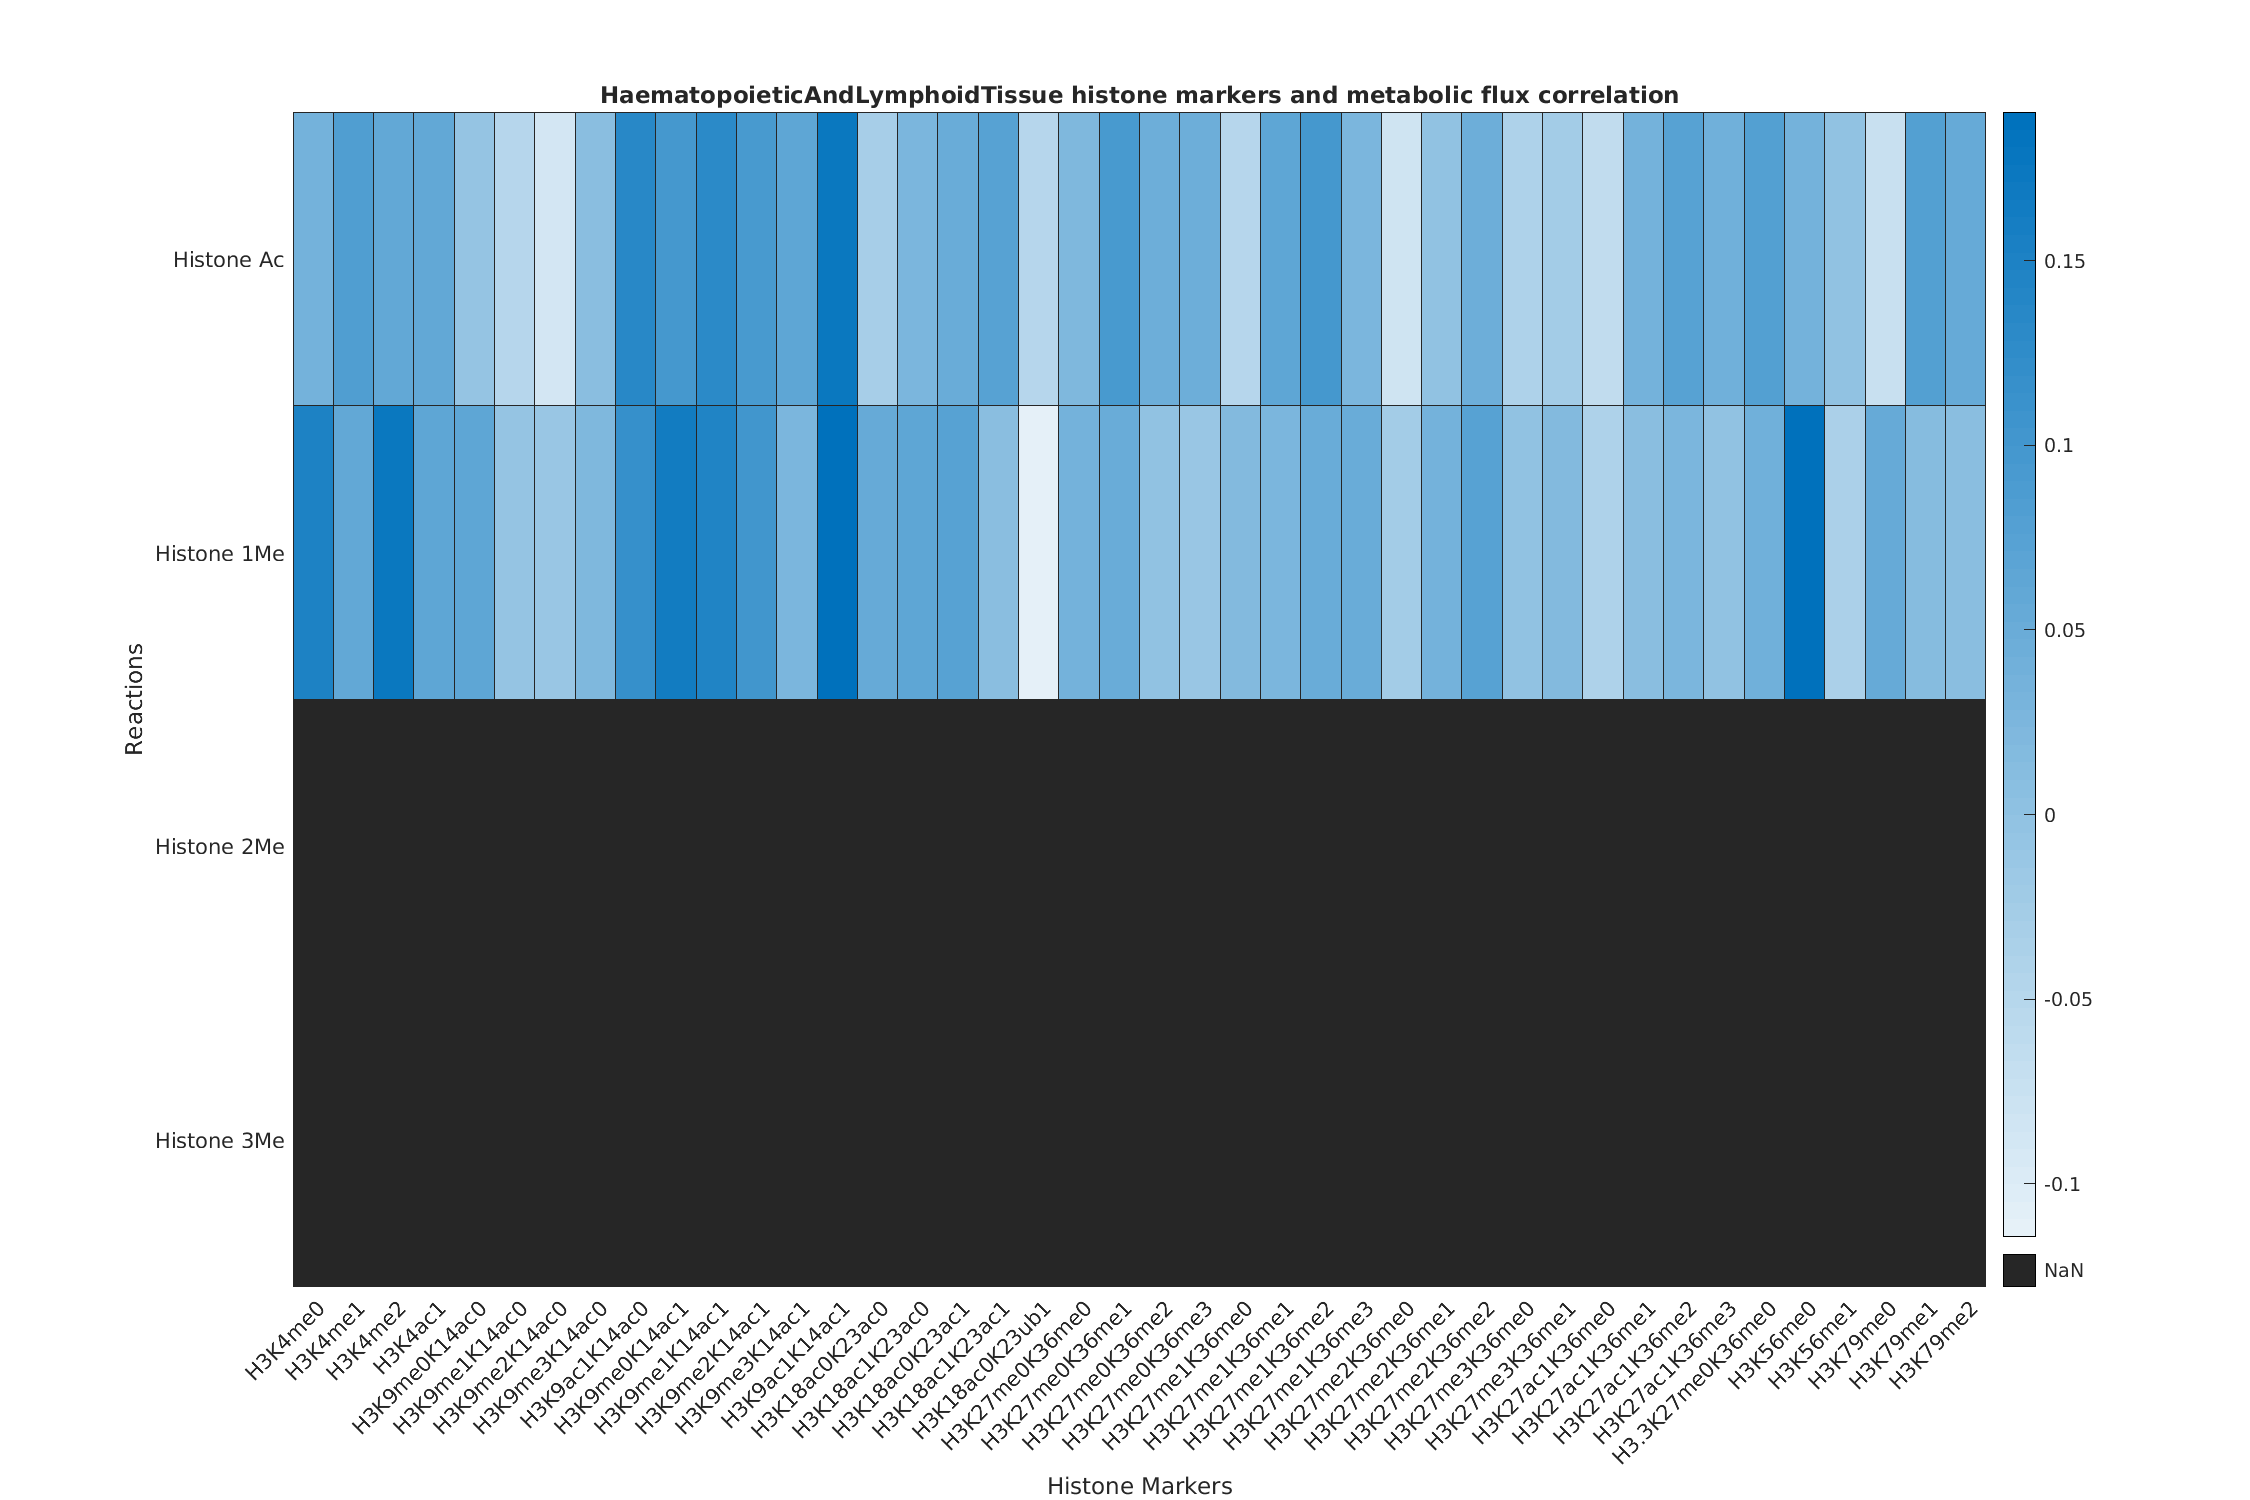 HaematopoieticAndLymphoidTissue histone markers and metabolic flux correlation
Reactions
Histone Ac
Histone 1Me
Histone 2Me
Histone 3Me
0.15
0.1
0.05
0
-0.05
-0.1
NaN
H3K4me0
H3K4me1
H3K4me2
H3K4ac1
H3K9me0K14ac0
H3K9me1K14ac0
H3K9me2K14ac0
H3K9me3K14ac0
H3K9ac1K14ac0
H3K9me0K14ac1
H3K9me1K14ac1
H3K9me2K14ac1
H3K9me3K14ac1
H3K9ac1K14ac1
H3K18ac0K23ac0
H3K18ac1K23ac0
H3K18ac0K23ac1
H3K18ac1K23ac1
H3K18ac0K23ub1
H3K27me0K36me0
H3K27me0K36me1
H3K27me0K36me2
H3K27me0K36me3
H3K27me1K36me0
H3K27me1K36me1
H3K27me1K36me2
H3K27me1K36me3
H3K27me2K36me0
H3K27me2K36me1
H3K27me2K36me2
H3K27me3K36me0
H3K27me3K36me1
H3K27ac1K36me0
H3K27ac1K36me1
H3K27ac1K36me2
H3K27ac1K36me3
H3.3K27me0K36me0
H3K56me0
H3K56me1
H3K79me0
H3K79me1
H3K79me2
Histone Markers